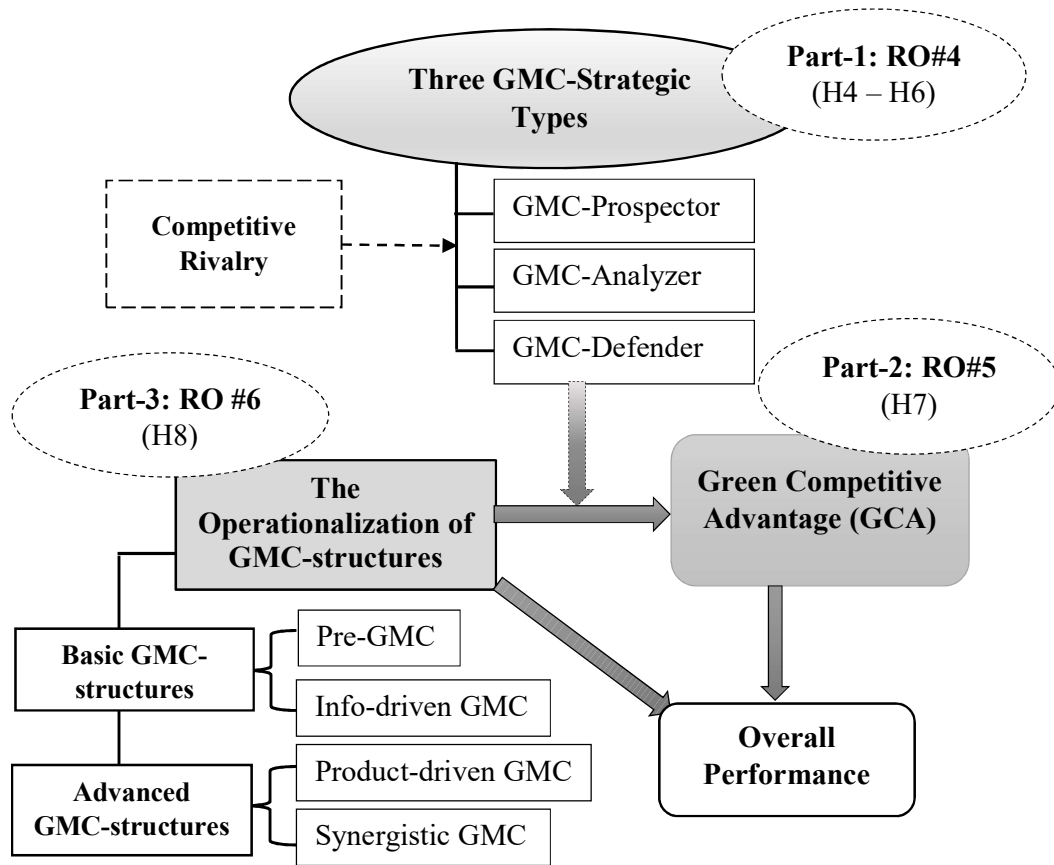 Three GMC-Strategic
Types
Part-1: RO#4
(H4 – H6)
Competitive
Rivalry
GMC-Prospector
GMC-Analyzer
GMC-Defender
Part-3: RO #6
(H8)
Part-2: RO#5
(H7)
The
Operationalization of
GMC-structures
Green Competitive
Advantage (GCA)
Basic GMC-
structures
Pre-GMC
Info-driven GMC
Advanced
GMC-structures
Product-driven GMC
Synergistic GMC
Overall
Performance